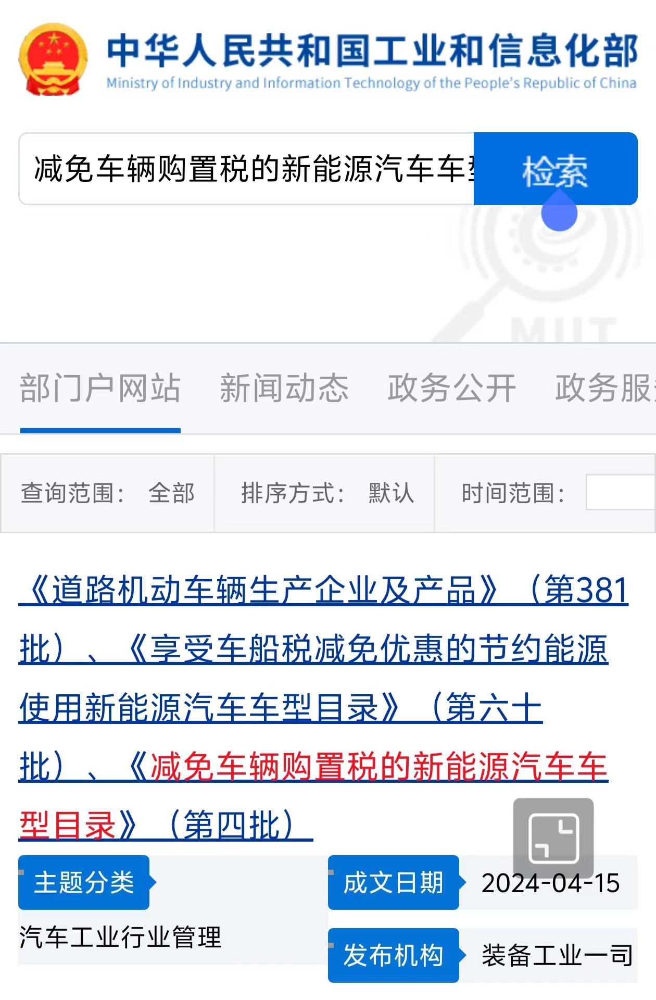 中华人民共和国工业和信息化部
Ministry of Industry and Information Technology of the People's Republic of China
减免车辆购置税的新能源汽车车
检索
MIIT
部门户网站 新闻动态 政务公开 政务服
查询范围： 全部 排序方式： 默认 时间范围：
《道路机动车辆生产企业及产品》（第381
批）、《享受车船税减免优惠的节约能源
使用新能源汽车车型目录》（第六十
批）、《减免车辆购置税的新能源汽车车
型目录》（第四批）
主题分类
汽车工业行业管理
成文日期 2024-04-15
发布机构 装备工业一司